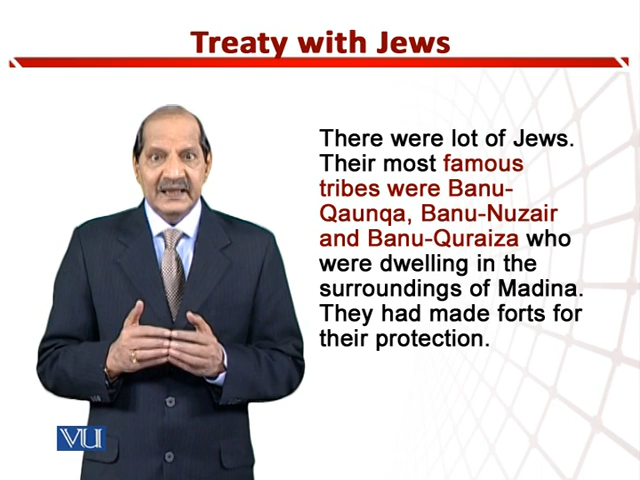 Treaty with Jews
There were lot of Jews.
Their most famous
tribes were Banu-
Qaunqa, Banu-Nuzair
and Banu-Quraiza who
were dwelling in the
surroundings of Madina.
They had made forts for
their protection.
VU